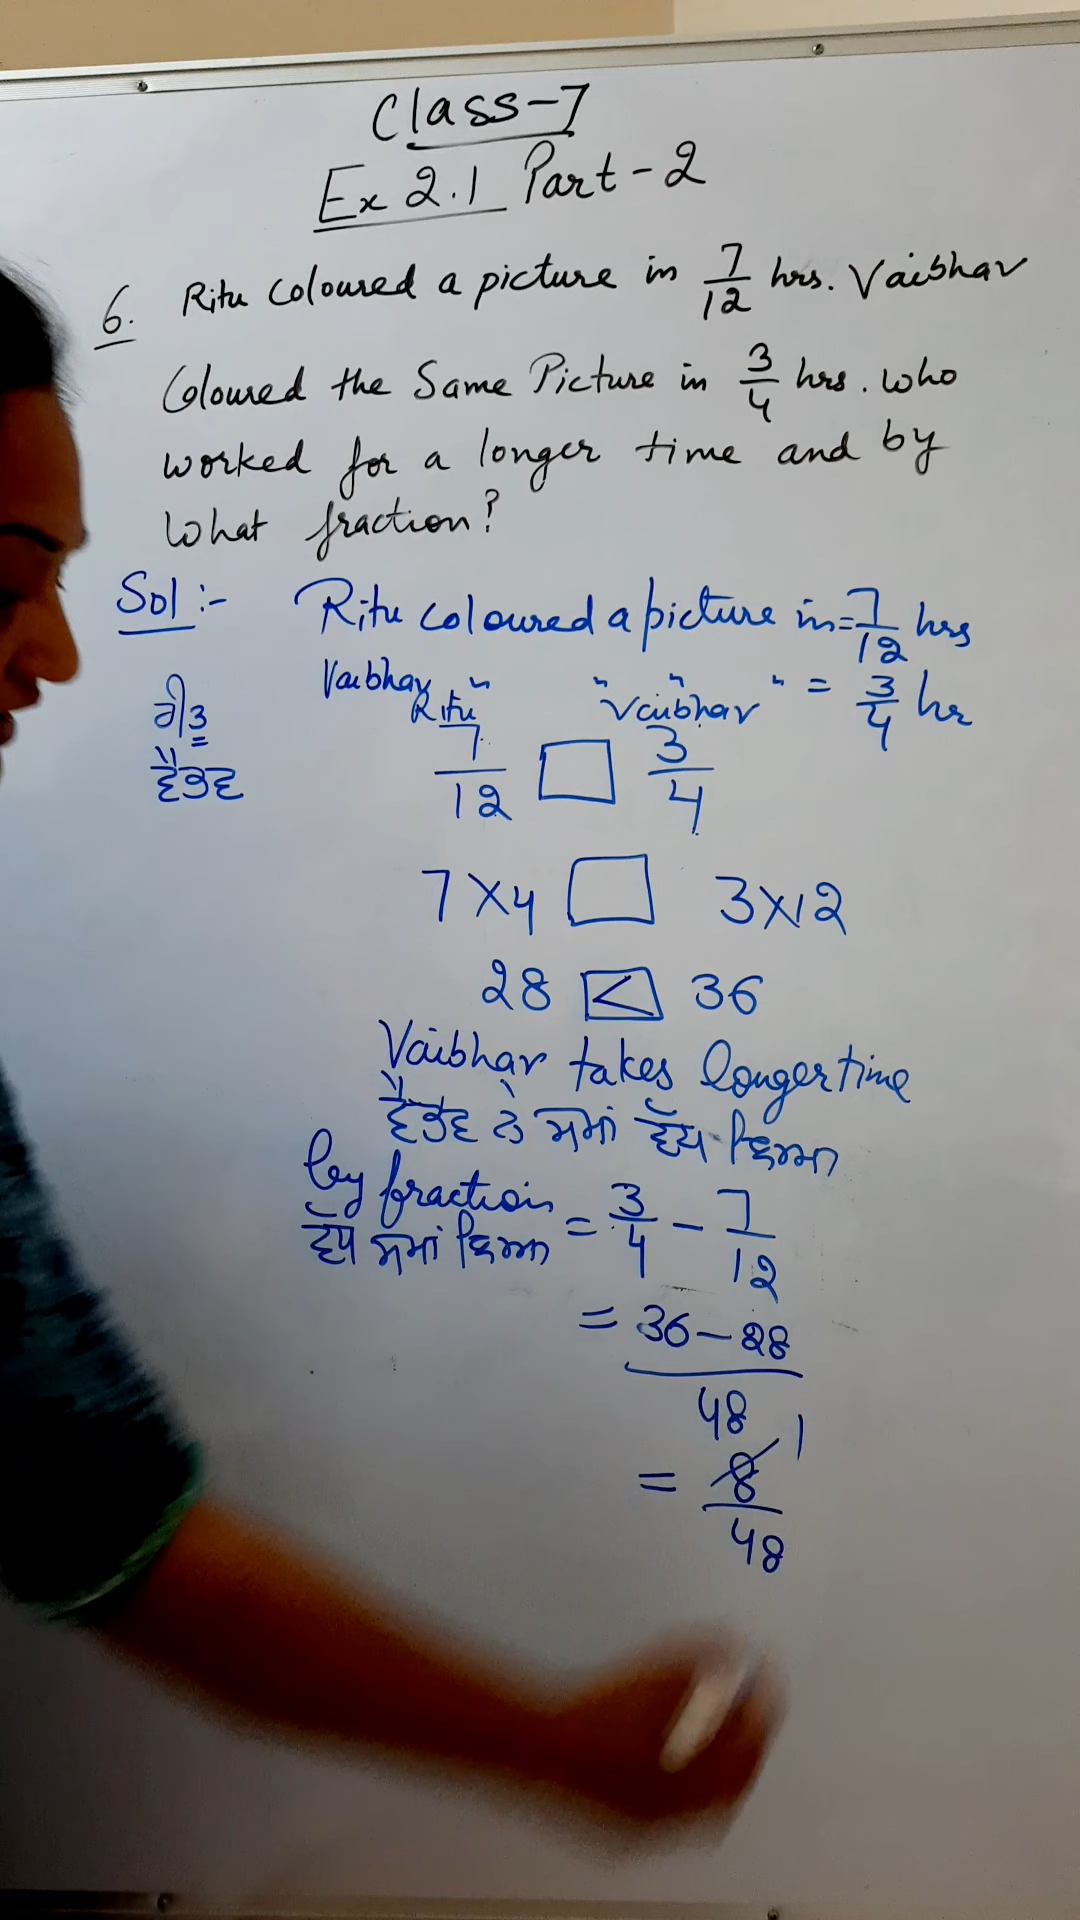 Class-7
Ex 2.1 Part-2
6. Ritu Coloured a picture in 7/12 hrs. Vaibhav
Coloured the Same Picture in 3/4 hrs. who
worked for a longer time and by
What fraction?
Sol:- Ritu coloured a picture in = 7/12 hrs
Vaibhav " " " " = 3/4 hr
ਰੀਤੂ
ਵੈਭਵ
Ritu Vaibhav
7/12 □ 3/4
7×4 □ 3×12
28 < 36
Vaibhav takes longer time
ਵੈਭਵ ਨੇ ਸਮਾਂ ਵੱਧ ਲਿਆ
by fraction = 3/4 - 7/12
ਵੱਧ ਸਮਾਂ ਲਿਆ
= 36-28/48
= 8/48 1